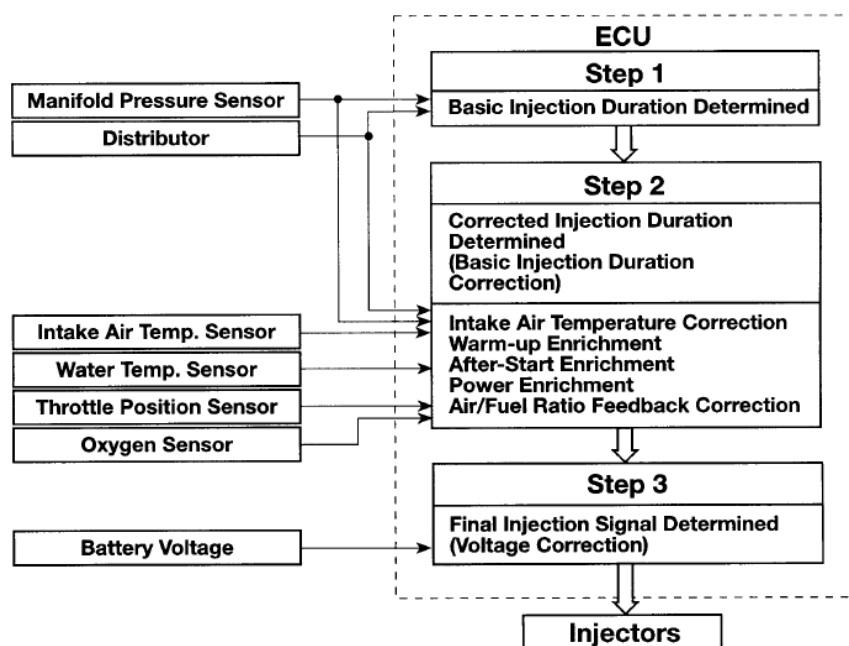 ECU
Step 1
Manifold Pressure Sensor
Basic Injection Duration Determined
Distributor
Step 2
Corrected Injection Duration
Determined
(Basic Injection Duration
Correction)
Intake Air Temp. Sensor
Intake Air Temperature Correction
Warm-up Enrichment
Water Temp. Sensor
After-Start Enrichment
Power Enrichment
Throttle Position Sensor
Air/Fuel Ratio Feedback Correction
Oxygen Sensor
Step 3
Final Injection Signal Determined
(Voltage Correction)
Battery Voltage
Injectors